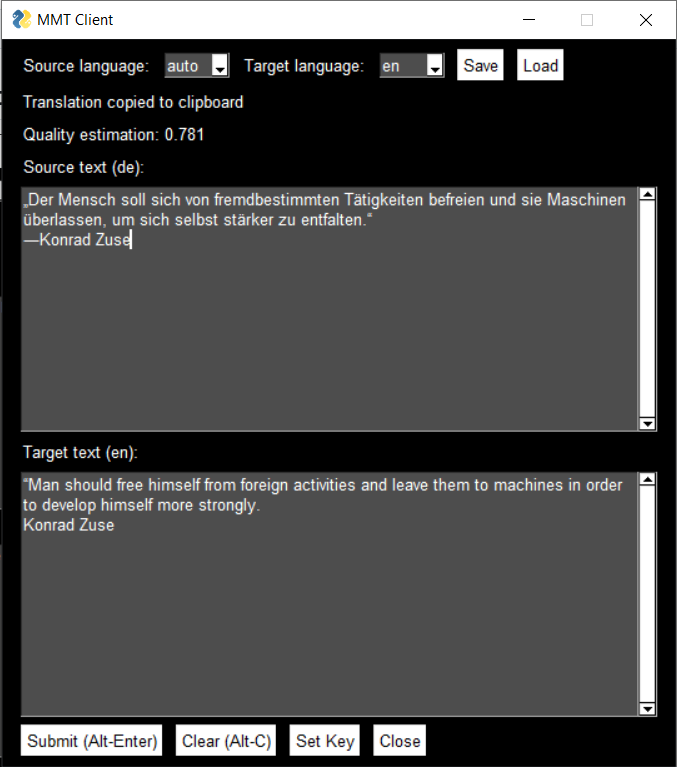 MMT Client
Source language: auto Target language: en Save Load
Translation copied to clipboard
Quality estimation: 0.781
Source text (de):
„Der Mensch soll sich von fremdbestimmten Tätigkeiten befreien und sie Maschinen
überlassen, um sich selbst stärker zu entfalten.“
—Konrad Zuse
Target text (en):
“Man should free himself from foreign activities and leave them to machines in order
to develop himself more strongly.
Konrad Zuse
Submit (Alt-Enter) Clear (Alt-C) Set Key Close